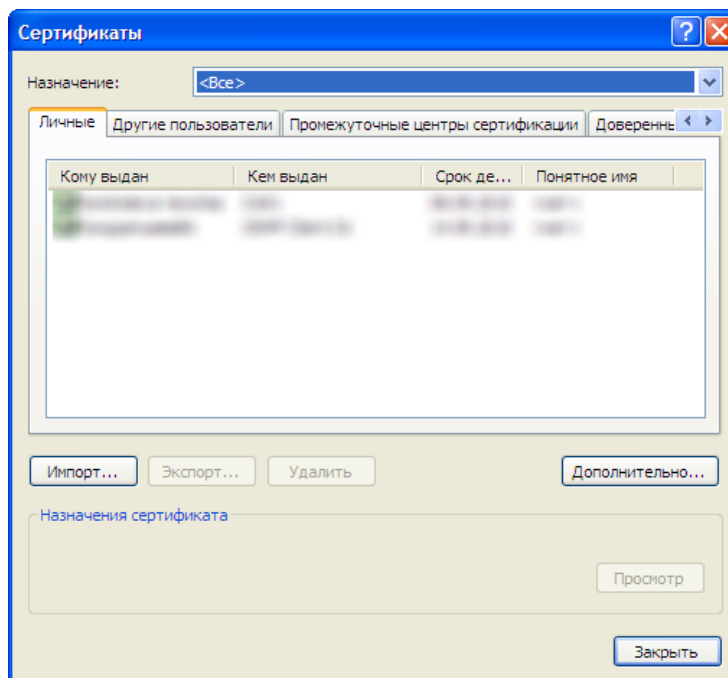 Сертификаты
Назначение: <Все>
Личные Другие пользователи Промежуточные центры сертификации Доверенны
Кому выдан Кем выдан Срок де... Понятное имя
Импорт... Экспорт... Удалить Дополнительно...
Назначения сертификата
Просмотр
Закрыть